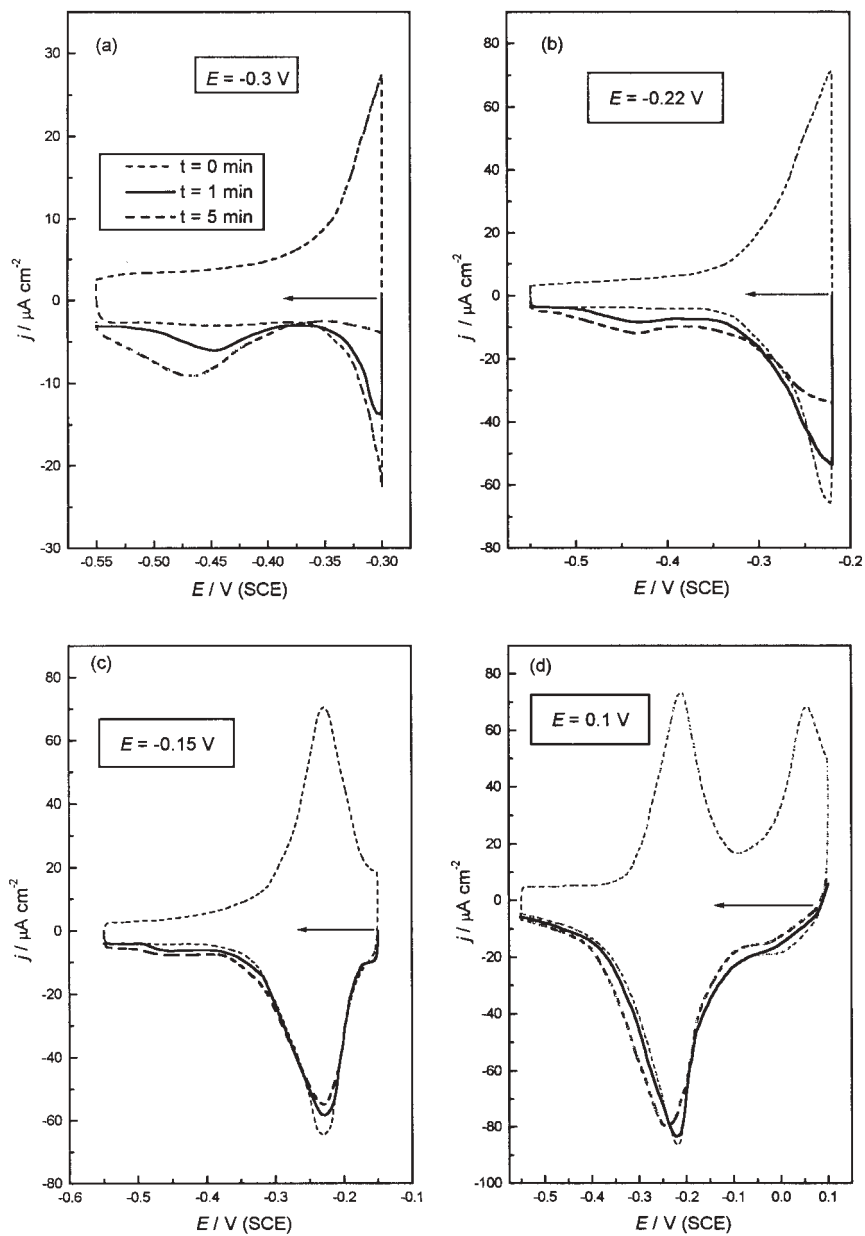 (a)
E = -0.3 V
t = 0 min
t = 1 min
t = 5 min
30
20
10
0
-10
-20
-30
j / µA cm⁻²
-0.55 -0.50 -0.45 -0.40 -0.35 -0.30
E / V (SCE)
(b)
E = -0.22 V
80
60
40
20
0
-20
-40
-60
-80
j / µA cm⁻²
-0.5 -0.4 -0.3 -0.2
E / V (SCE)
(c)
E = -0.15 V
80
60
40
20
0
-20
-40
-60
-80
j / µA cm⁻²
-0.6 -0.5 -0.4 -0.3 -0.2 -0.1
E / V (SCE)
(d)
E = 0.1 V
80
60
40
20
0
-20
-40
-60
-80
-100
j / µA cm⁻²
-0.5 -0.4 -0.3 -0.2 -0.1 0.0 0.1
E / V (SCE)